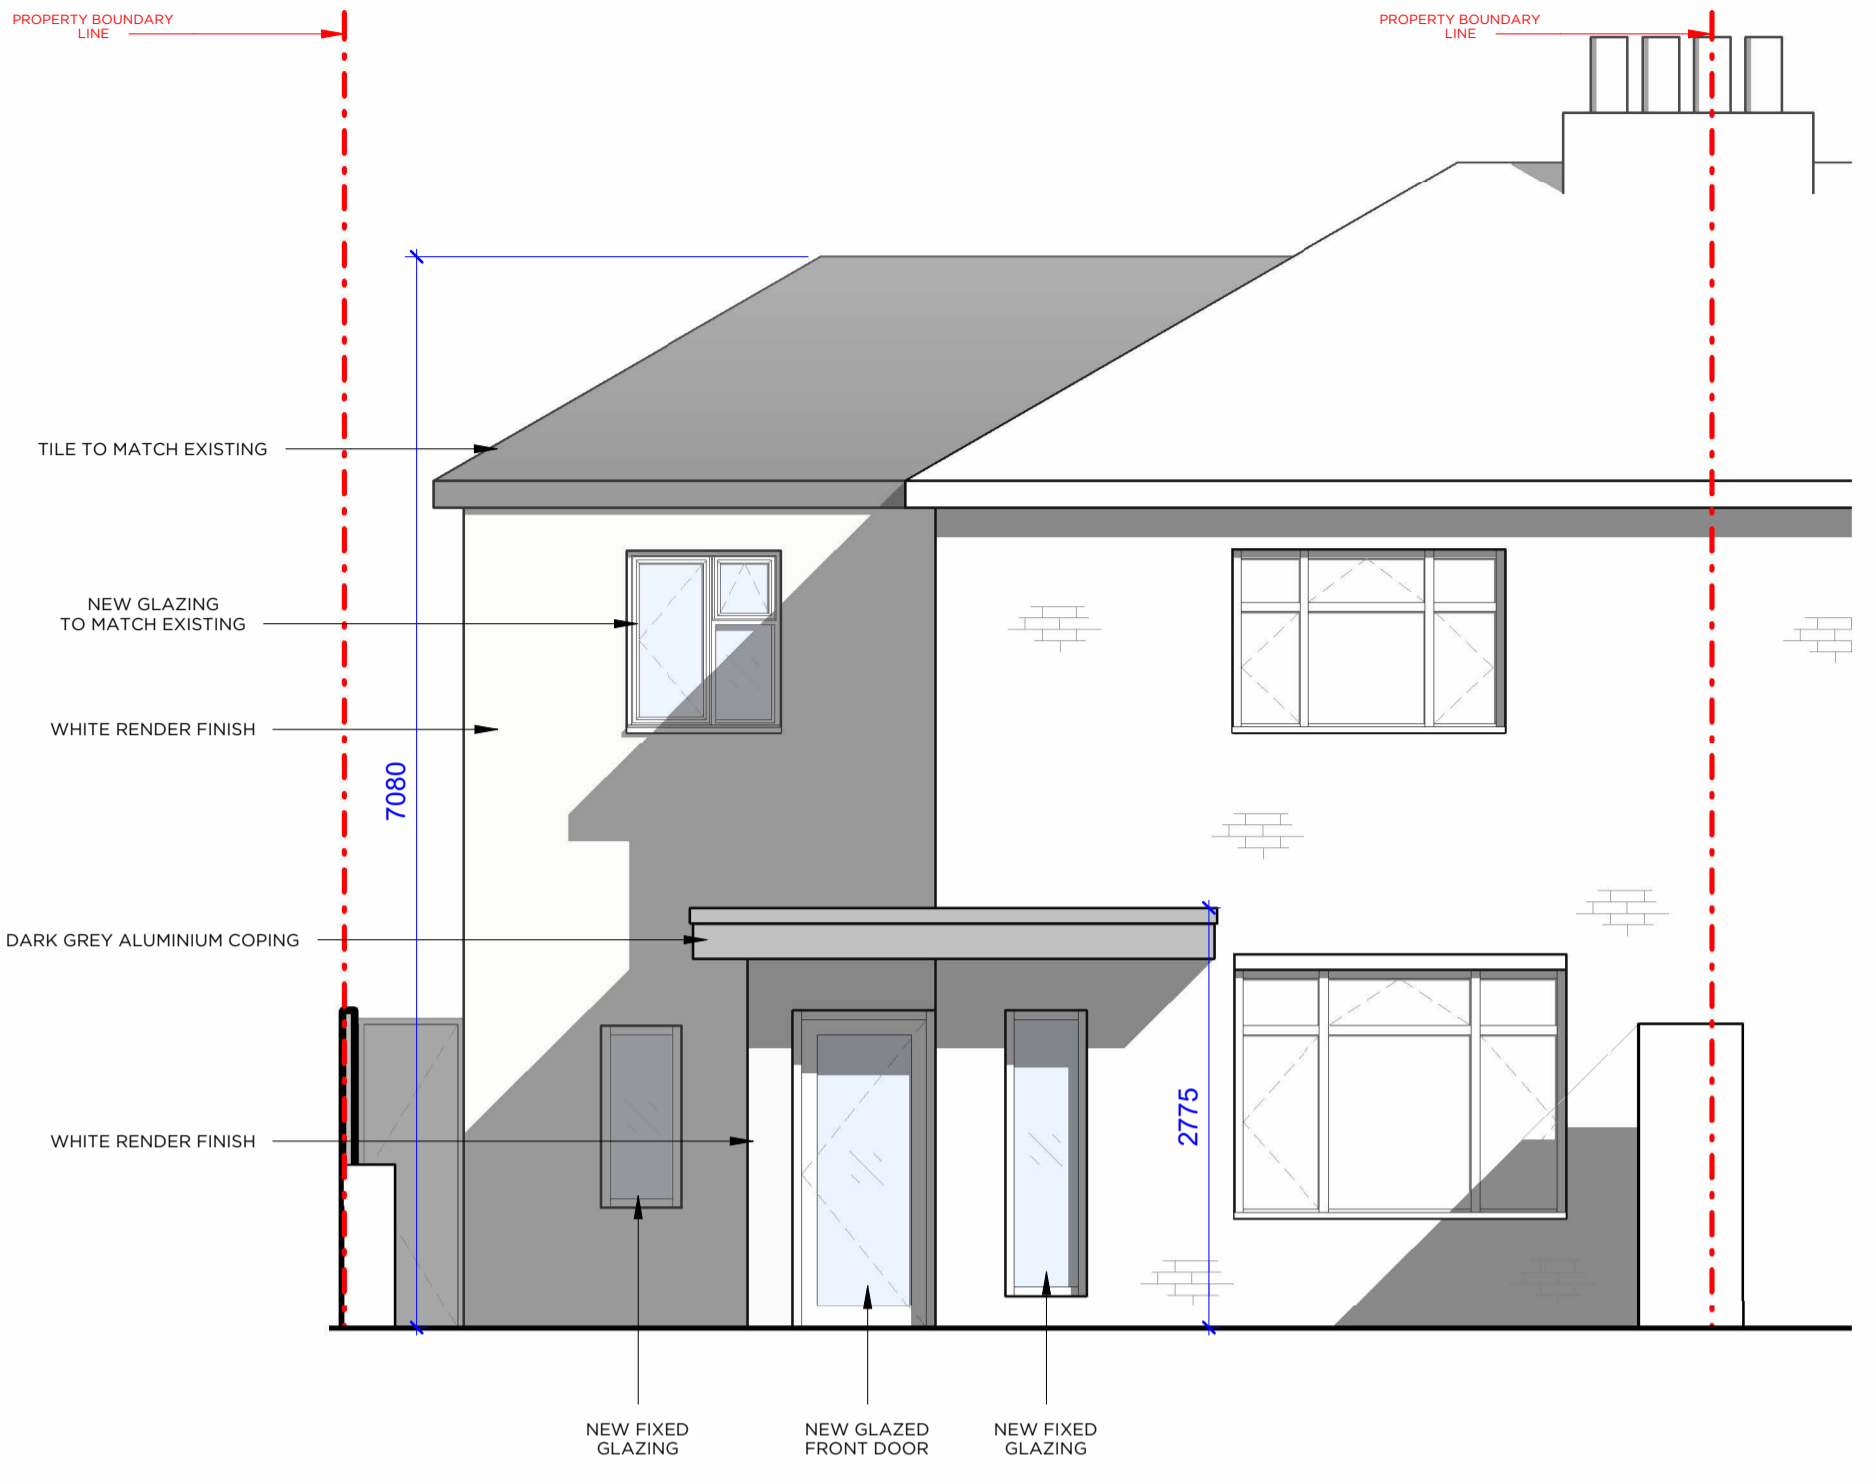 PROPERTY BOUNDARY
LINE
PROPERTY BOUNDARY
LINE
TILE TO MATCH EXISTING
NEW GLAZING
TO MATCH EXISTING
WHITE RENDER FINISH
7080
DARK GREY ALUMINIUM COPING
2775
WHITE RENDER FINISH
NEW FIXED
GLAZING
NEW GLAZED
FRONT DOOR
NEW FIXED
GLAZING